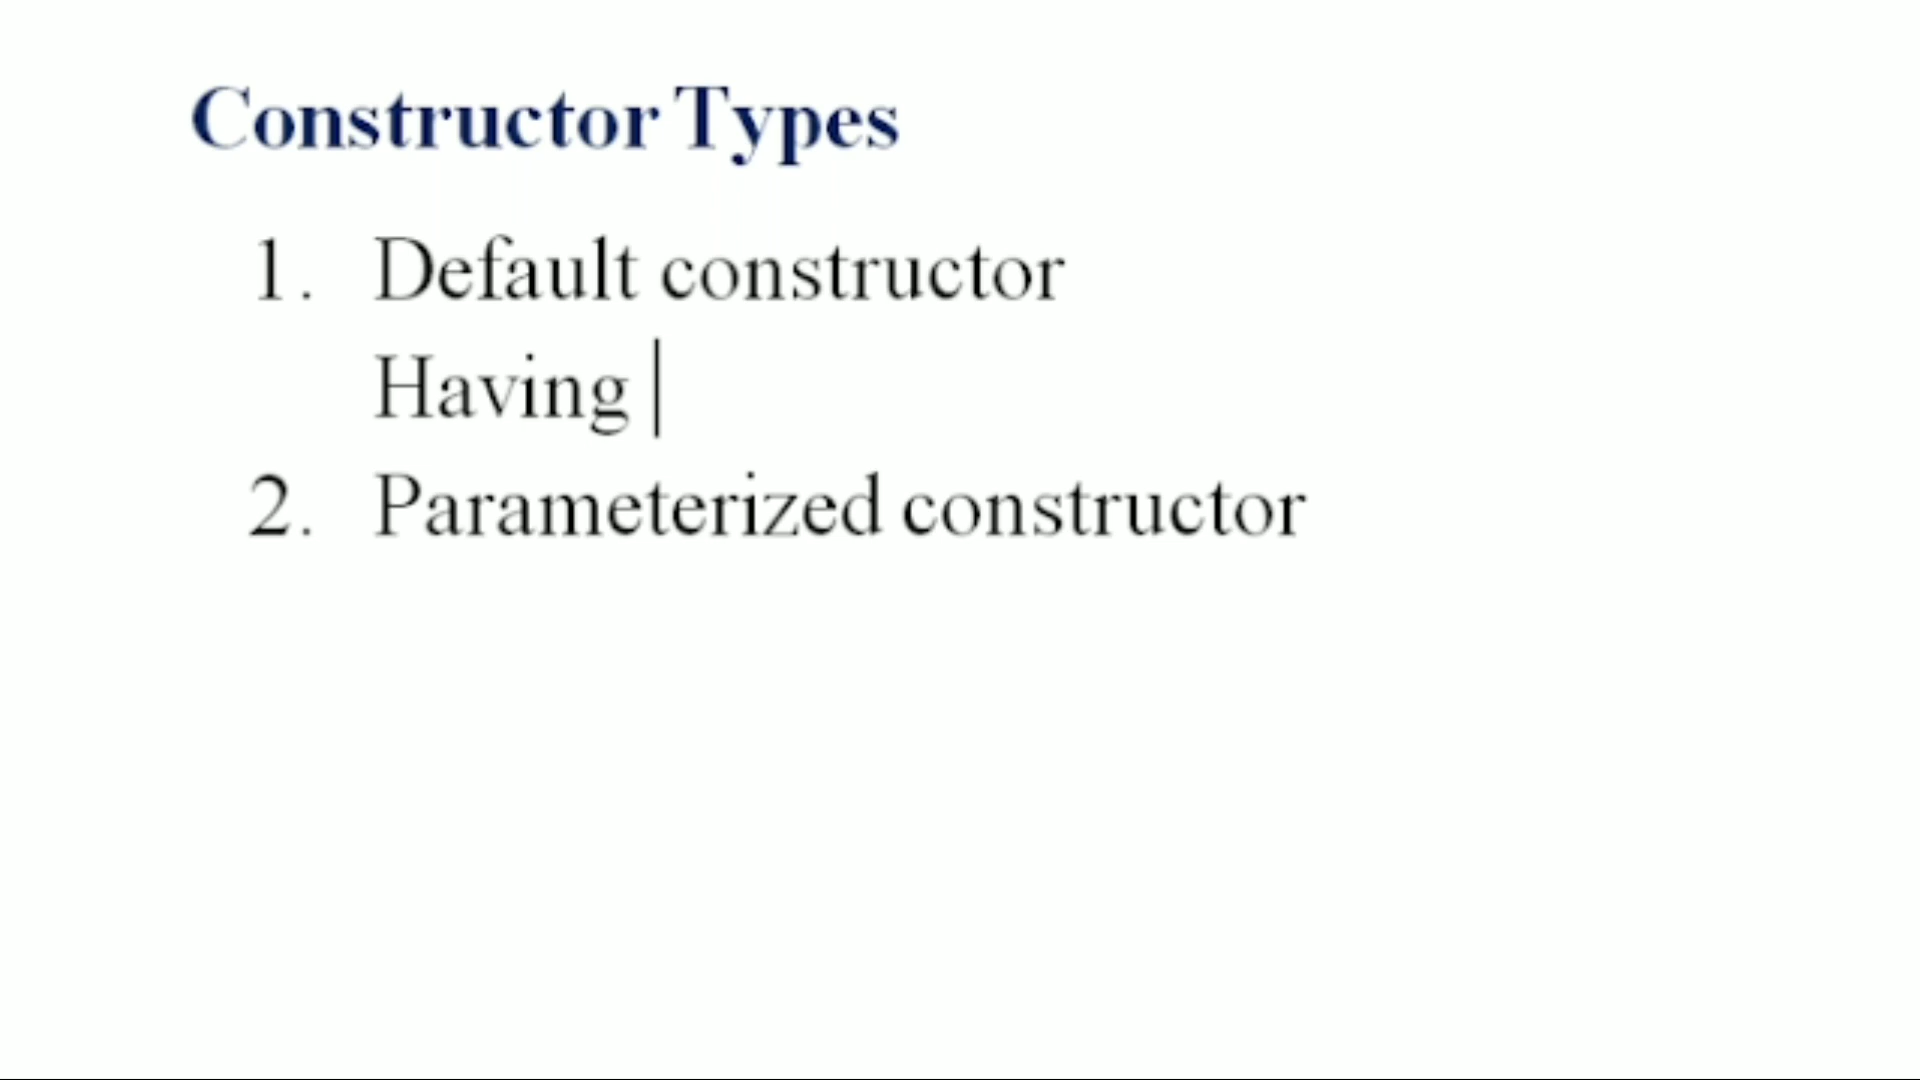 Constructor Types
1. Default constructor
Having
2. Parameterized constructor